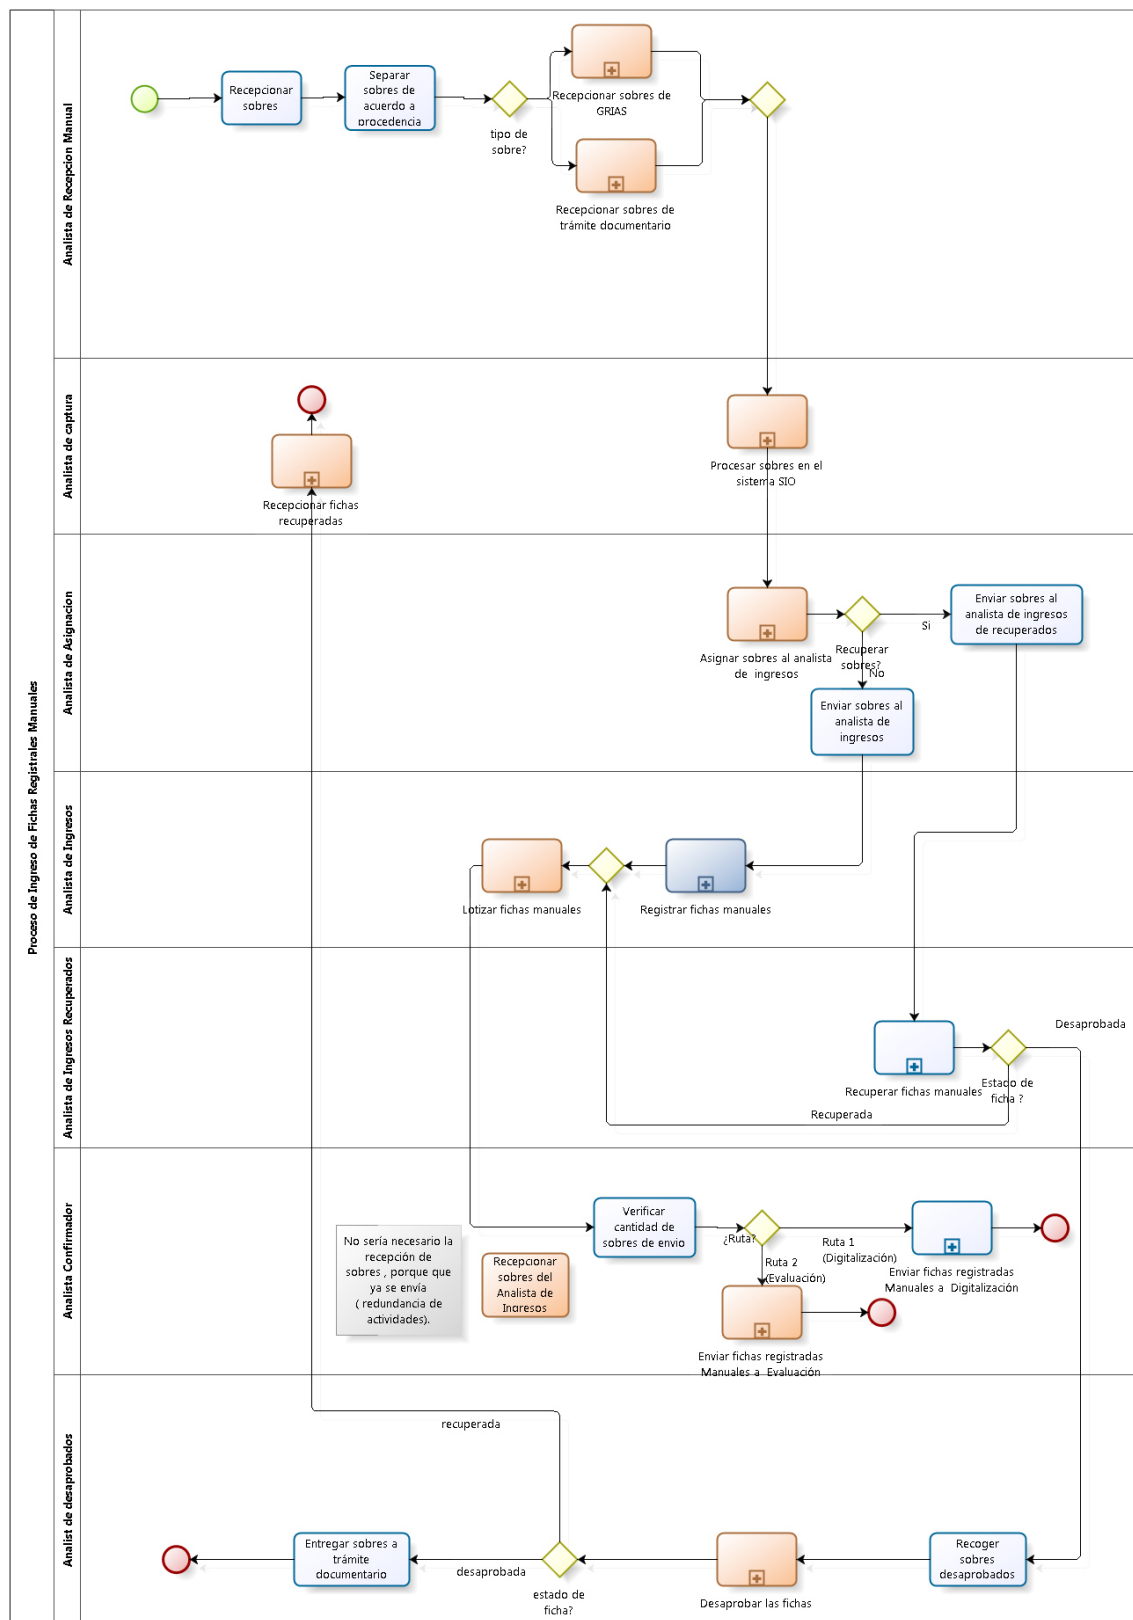 Proceso de Ingreso de Fichas Registrales Manuales
Analista de Recepcion Manual
Recepcionar
sobres
Separar
sobres de
acuerdo a
procedencia
tipo de
sobre?
Recepcionar sobres de
GRIAS
Recepcionar sobres de
trámite documentario
Analista de captura
Recepcionar fichas
recuperadas
Procesar sobres en el
sistema SIO
Analista de Asignacion
Asignar sobres al analista
de ingresos
Recuperar
sobres?
Si
No
Enviar sobres al
analista de ingresos
de recuperados
Enviar sobres al
analista de
ingresos
Analista de Ingresos
Lotizar fichas manuales
Registrar fichas manuales
Analista de Ingresos Recuperados
Recuperar fichas manuales
Estado de
ficha ?
Desaprobada
Recuperada
Analista Confirmador
No sería necesario la
recepción de
sobres , porque que
ya se envía
( redundancia de
actividades).
Recepcionar
sobres del
Analista de
Ingresos
Verificar
cantidad de
sobres de envio
¿Ruta?
Ruta 1
(Digitalización)
Ruta 2
(Evaluación)
Enviar fichas registradas
Manuales a Digitalización
Enviar fichas registradas
Manuales a Evaluación
Analist de desaprobados
recuperada
Entregar sobres a
trámite
documentario
desaprobada
estado de
ficha?
Desaprobar las fichas
Recoger
sobres
desaprobados